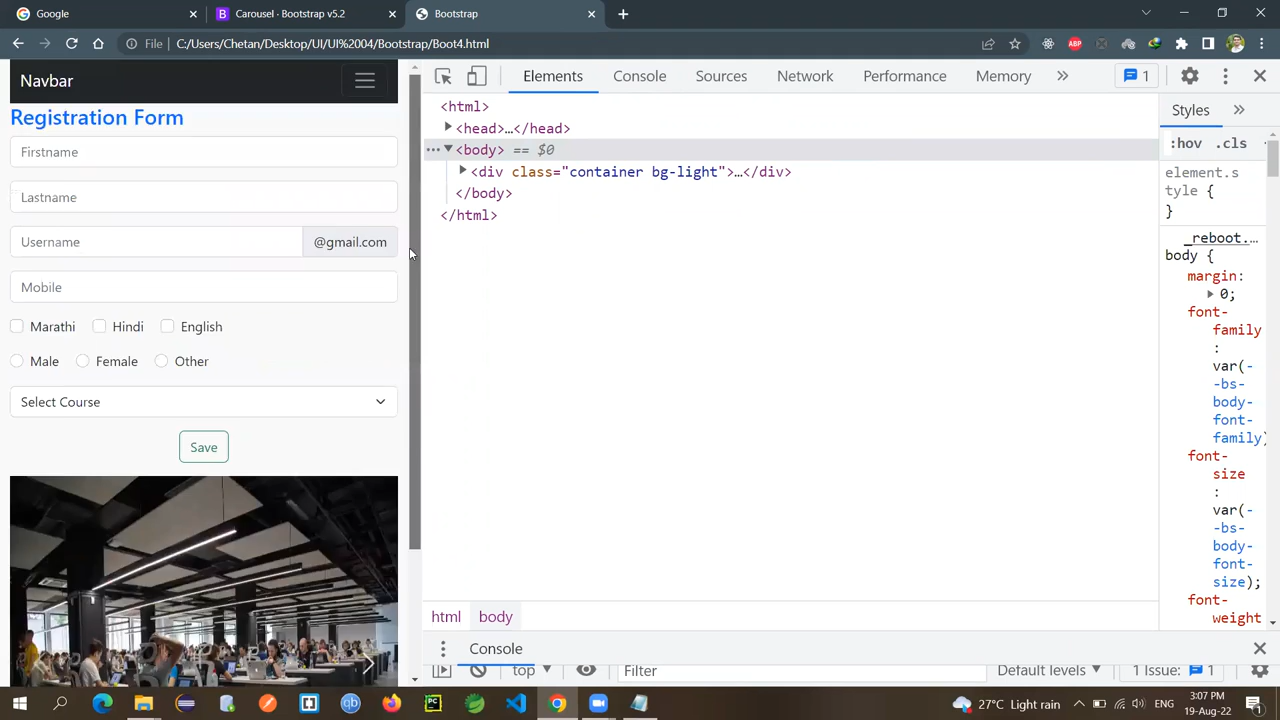 Google
Carousel · Bootstrap v5.2
Bootstrap
File
C:/Users/Chetan/Desktop/UI/UI%2004/Bootstrap/Boot4.html
ABP
Navbar
Registration Form
Firstname
Lastname
Username
@gmail.com
Mobile
Marathi
Hindi
English
Male
Female
Other
Select Course
Save
Elements
Console
Sources
Network
Performance
Memory
1
<html>
<head>…</head>
<body> == $0
<div class="container bg-light">…</div>
</body>
</html>
Styles
:hov .cls
element.s
tyle {
}
_reboot.…
body {
margin:
0;
font-
family
:
var(-
-bs-
body-
font-
family)
font-
size
:
var(-
-bs-
body-
font-
size);
font-
weight
html body
Console
top
Filter
Default levels
1 Issue: 1
27°C Light rain
ENG
3:07 PM
19-Aug-22